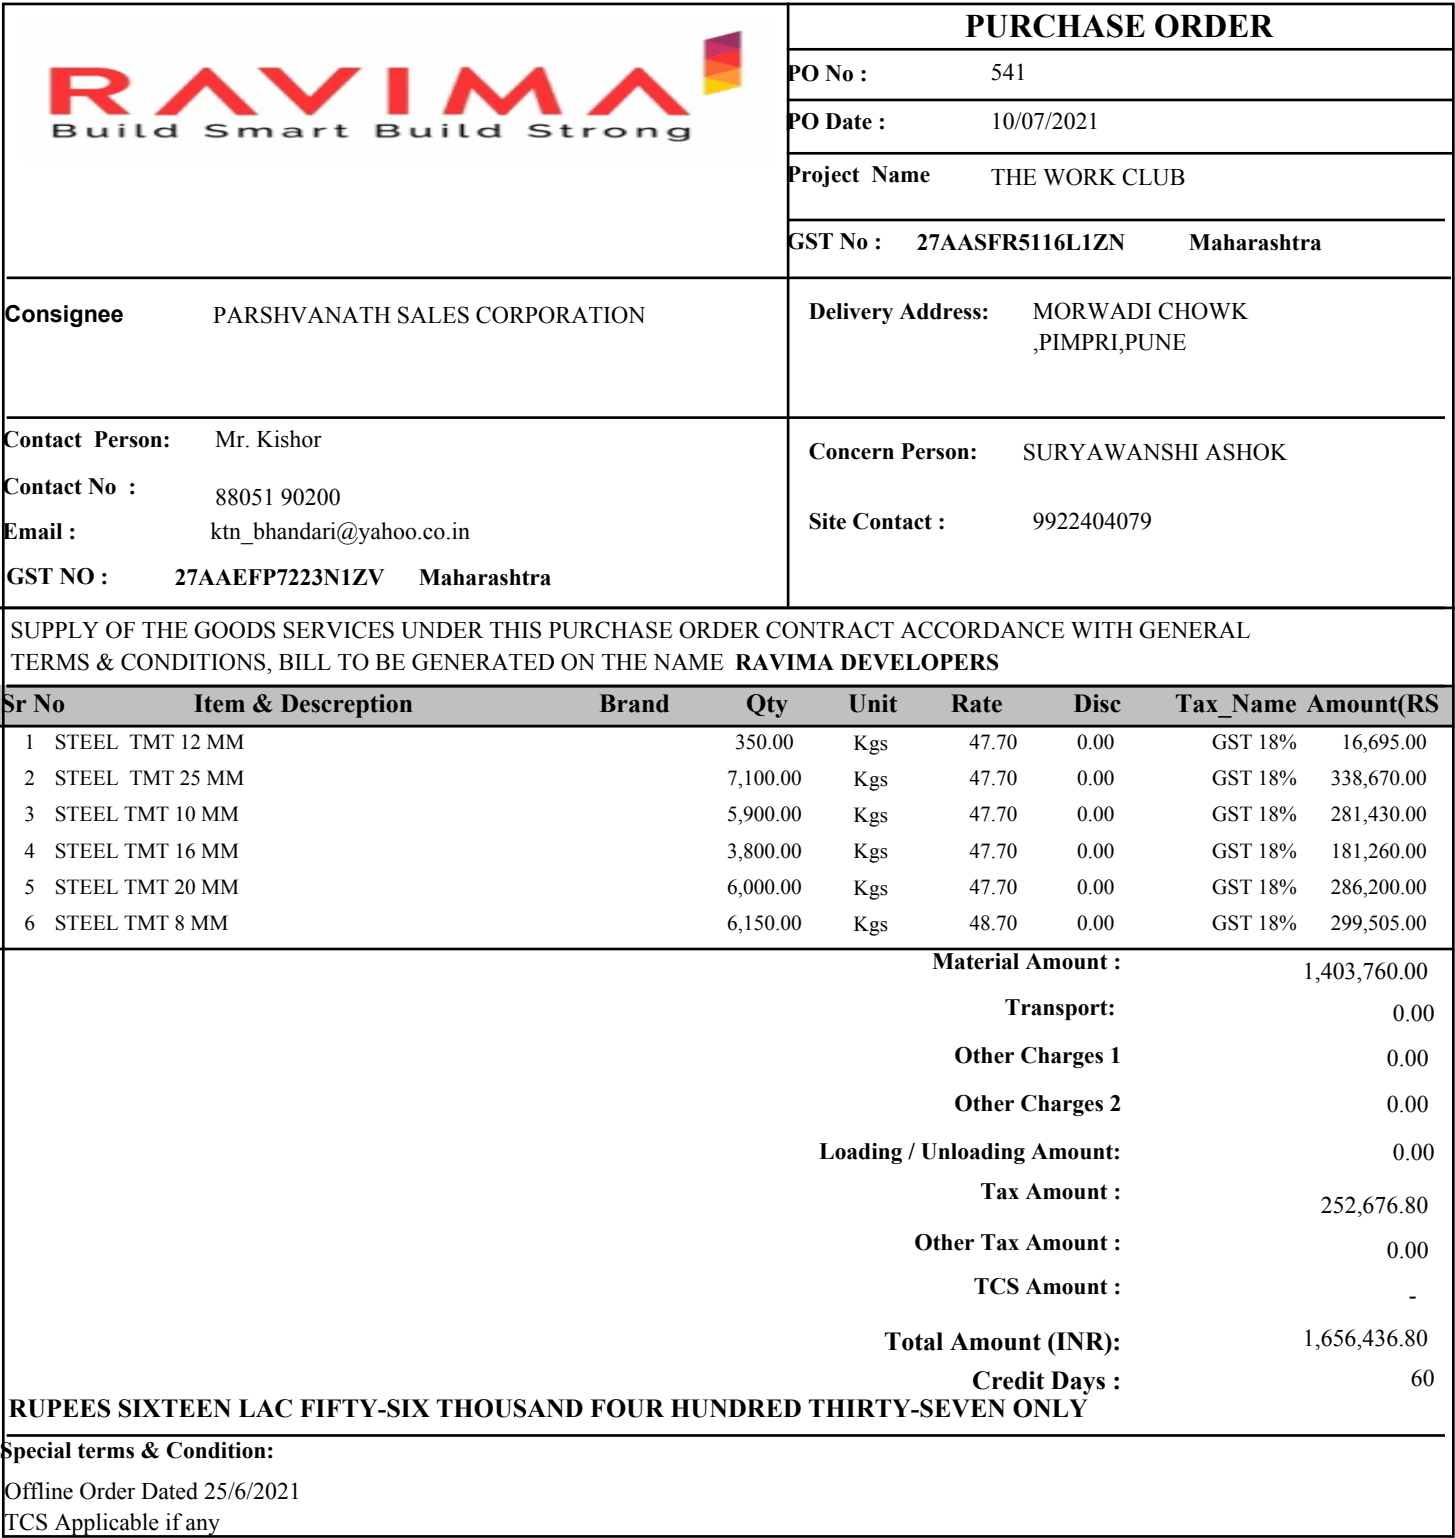 RAVIMA
Build Smart Build Strong
PURCHASE ORDER
PO No : 541
PO Date : 10/07/2021
Project Name THE WORK CLUB
GST No : 27AASFR5116L1ZN Maharashtra
Consignee PARSHVANATH SALES CORPORATION
Delivery Address: MORWADI CHOWK
,PIMPRI,PUNE
Contact Person: Mr. Kishor
Contact No : 88051 90200
Email : ktn_bhandari@yahoo.co.in
GST NO : 27AAEFP7223N1ZV Maharashtra
Concern Person: SURYAWANSHI ASHOK
Site Contact : 9922404079
SUPPLY OF THE GOODS SERVICES UNDER THIS PURCHASE ORDER CONTRACT ACCORDANCE WITH GENERAL
TERMS & CONDITIONS, BILL TO BE GENERATED ON THE NAME RAVIMA DEVELOPERS
Sr No Item & Descreption Brand Qty Unit Rate Disc Tax_Name Amount(RS
1 STEEL TMT 12 MM 350.00 Kgs 47.70 0.00 GST 18% 16,695.00
2 STEEL TMT 25 MM 7,100.00 Kgs 47.70 0.00 GST 18% 338,670.00
3 STEEL TMT 10 MM 5,900.00 Kgs 47.70 0.00 GST 18% 281,430.00
4 STEEL TMT 16 MM 3,800.00 Kgs 47.70 0.00 GST 18% 181,260.00
5 STEEL TMT 20 MM 6,000.00 Kgs 47.70 0.00 GST 18% 286,200.00
6 STEEL TMT 8 MM 6,150.00 Kgs 48.70 0.00 GST 18% 299,505.00
Material Amount : 1,403,760.00
Transport: 0.00
Other Charges 1 0.00
Other Charges 2 0.00
Loading / Unloading Amount: 0.00
Tax Amount : 252,676.80
Other Tax Amount : 0.00
TCS Amount : -
Total Amount (INR): 1,656,436.80
Credit Days : 60
RUPEES SIXTEEN LAC FIFTY-SIX THOUSAND FOUR HUNDRED THIRTY-SEVEN ONLY
Special terms & Condition:
Offline Order Dated 25/6/2021
TCS Applicable if any